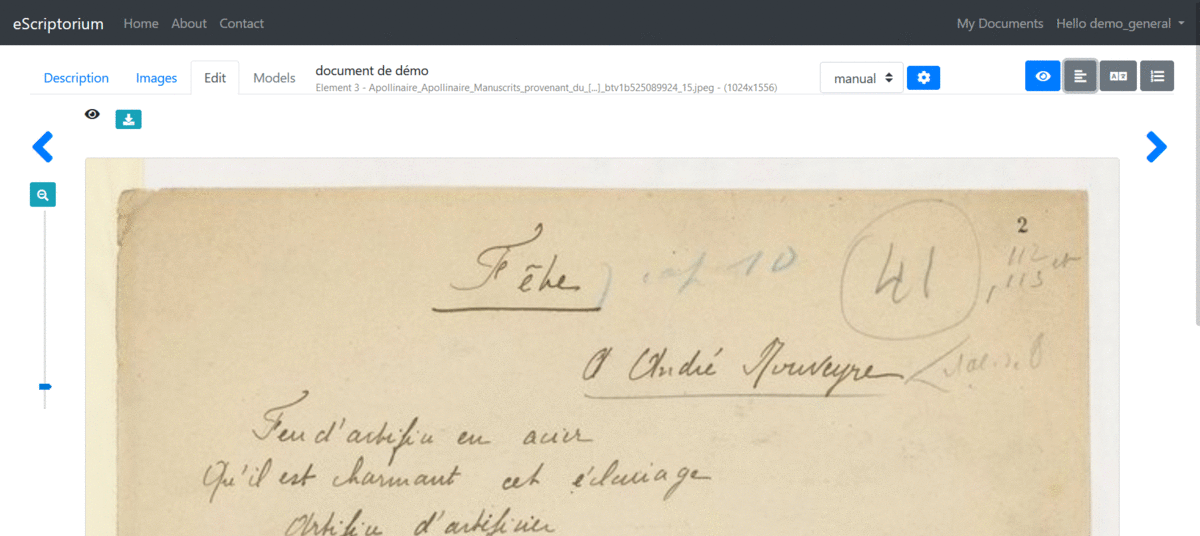 eScriptorium Home About Contact My Documents Hello demo_general
Description Images Edit Models document de démo manual
Element 3 - Apollinaire_Apollinaire_Manuscrits_provenant_du_[...]_btv1b525089924_15.jpeg - (1024x1556)
2
Fête 10 41 112 et
113
A André Rouveyre
Feu d'artifice en acier
Qu'il est charmant cet éclairage
Artifice d'artificier